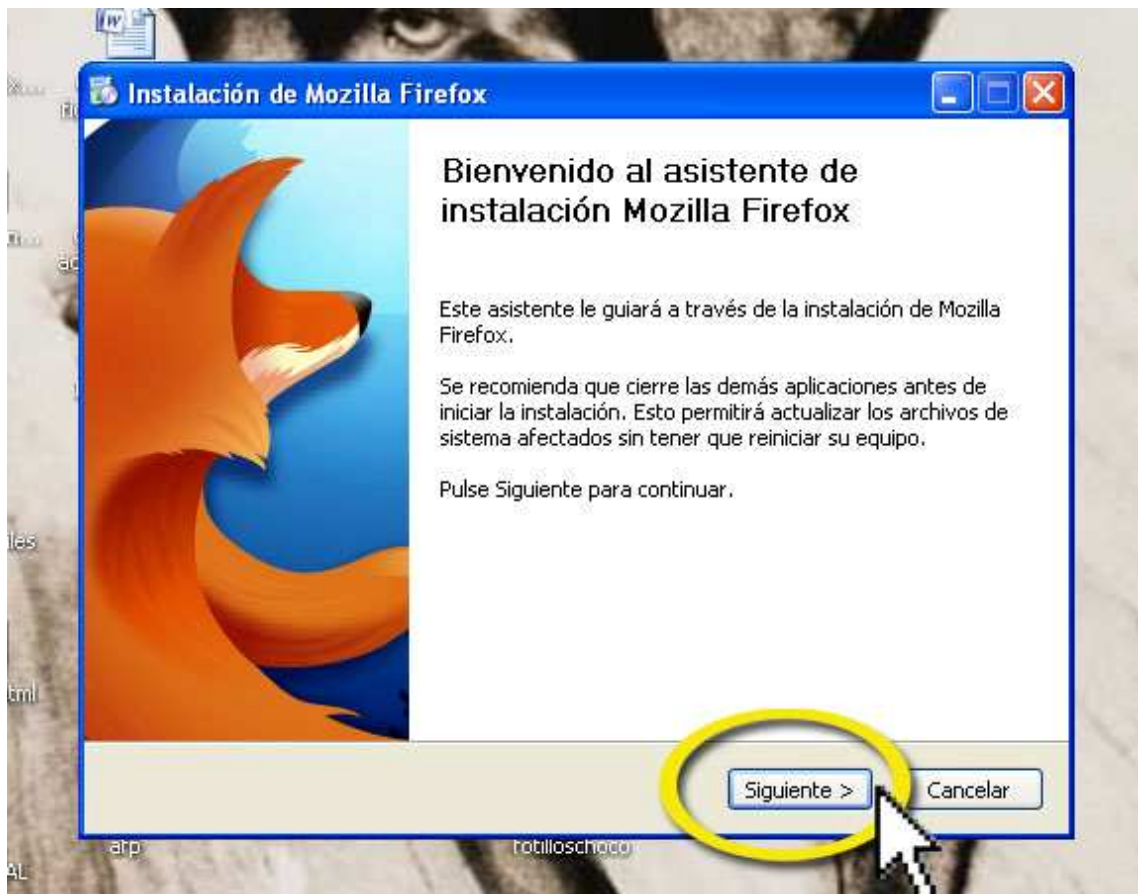 Instalación de Mozilla Firefox
Bienvenido al asistente de
instalación Mozilla Firefox
Este asistente le guiará a través de la instalación de Mozilla
Firefox.
Se recomienda que cierre las demás aplicaciones antes de
iniciar la instalación. Esto permitirá actualizar los archivos de
sistema afectados sin tener que reiniciar su equipo.
Pulse Siguiente para continuar.
Siguiente >
Cancelar